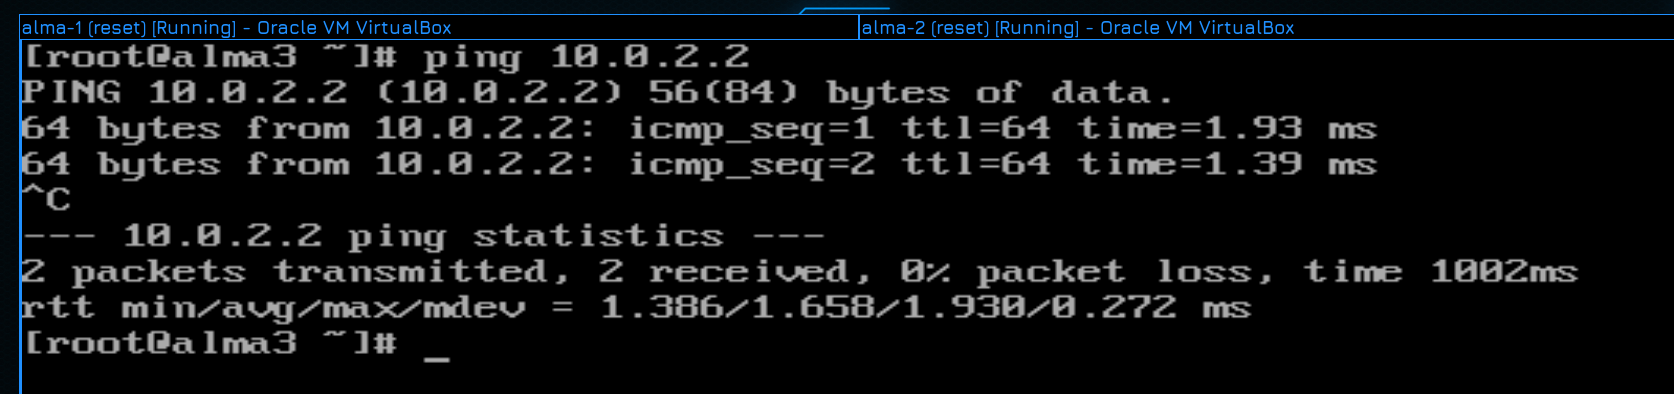 alma-1 (reset) [Running] - Oracle VM VirtualBox
alma-2 (reset) [Running] - Oracle VM VirtualBox
[root@alma3 ~]# ping 10.0.2.2
PING 10.0.2.2 (10.0.2.2) 56(84) bytes of data.
64 bytes from 10.0.2.2: icmp_seq=1 ttl=64 time=1.93 ms
64 bytes from 10.0.2.2: icmp_seq=2 ttl=64 time=1.39 ms
^C
--- 10.0.2.2 ping statistics ---
2 packets transmitted, 2 received, 0% packet loss, time 1002ms
rtt min/avg/max/mdev = 1.386/1.658/1.930/0.272 ms
[root@alma3 ~]# _